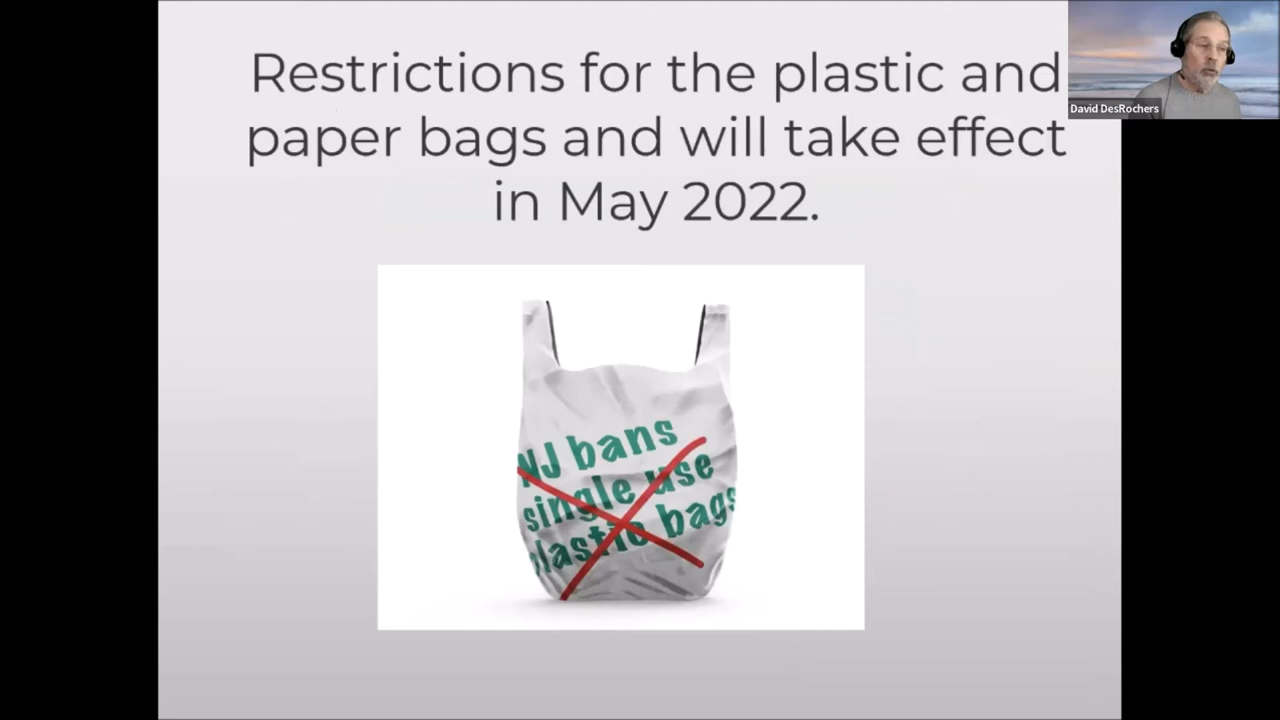 Restrictions for the plastic and
paper bags and will take effect
in May 2022.
David DesRochers
NJ bans
single use
plastic bags